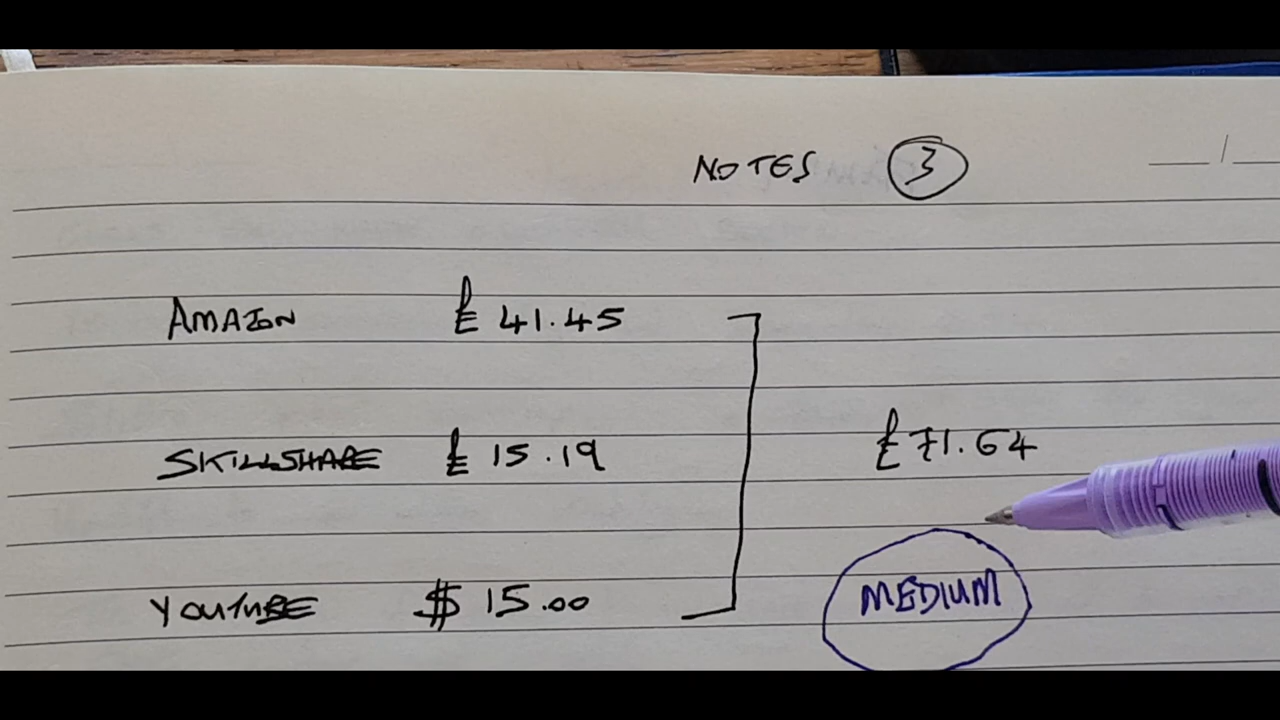 NOTES 3
/
AMAZON £ 41.45
SKILLSHARE £ 15.19
£71.64
YOUTUBE $ 15.00
MEDIUM